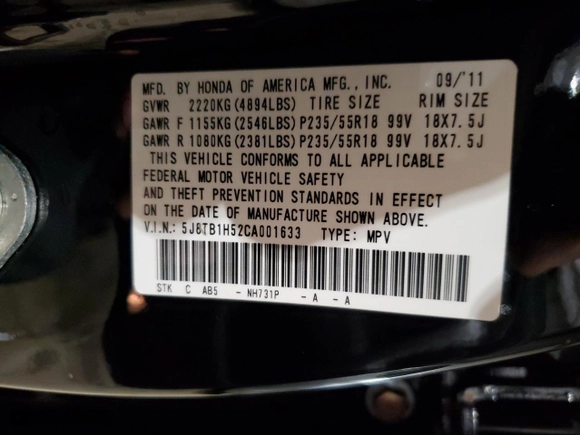 MFD. BY HONDA OF AMERICA MFG., INC. 09/'11
GVWR 2220KG(4894LBS) TIRE SIZE RIM SIZE
GAWR F 1155KG(2546LBS)P235/55R18 99V 18X7.5J
GAWR R 1080KG(2381LBS)P235/55R18 99V 18X7.5J
THIS VEHICLE CONFORMS TO ALL APPLICABLE
FEDERAL MOTOR VEHICLE SAFETY
AND THEFT PREVENTION STANDARDS IN EFFECT
ON THE DATE OF MANUFACTURE SHOWN ABOVE.
V.I.N.: 5J8TB1H52CA001633 TYPE: MPV
STK C AB5 - NH731P - A - A